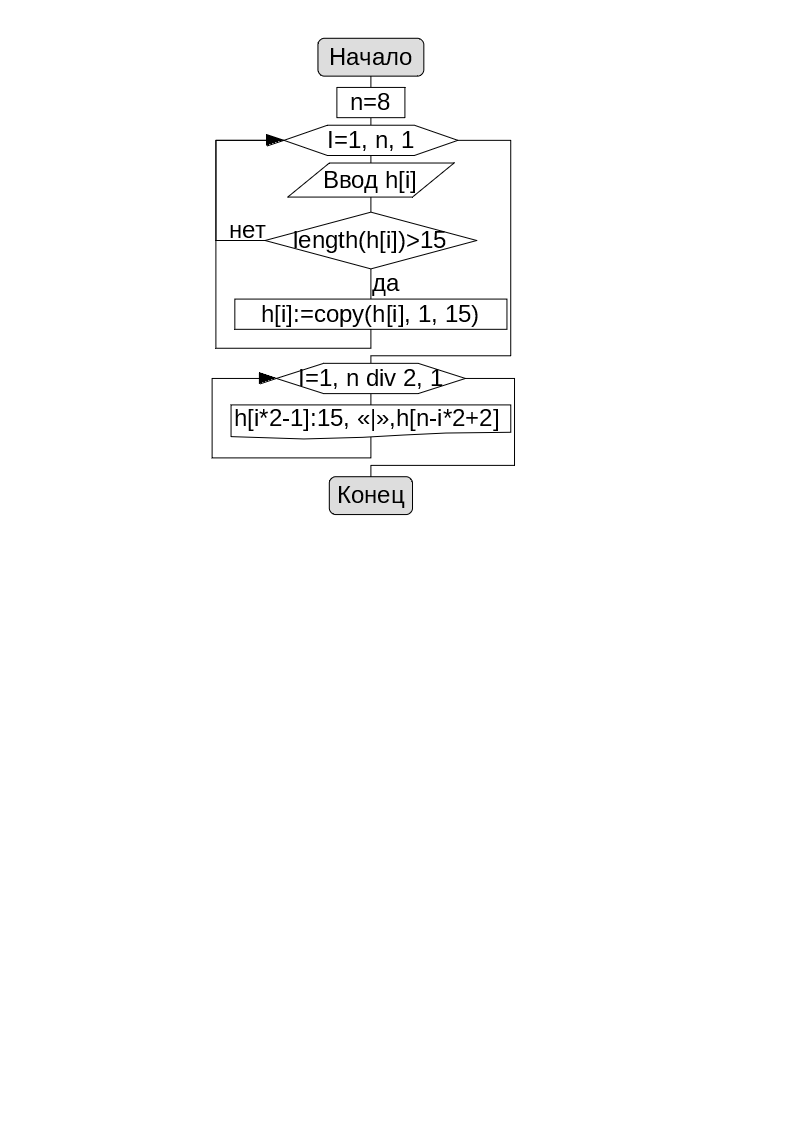 Начало
n=8
I=1, n, 1
Ввод h[i]
нет
length(h[i])>15
да
h[i]:=copy(h[i], 1, 15)
I=1, n div 2, 1
h[i*2-1]:15, «|»,h[n-i*2+2]
Конец